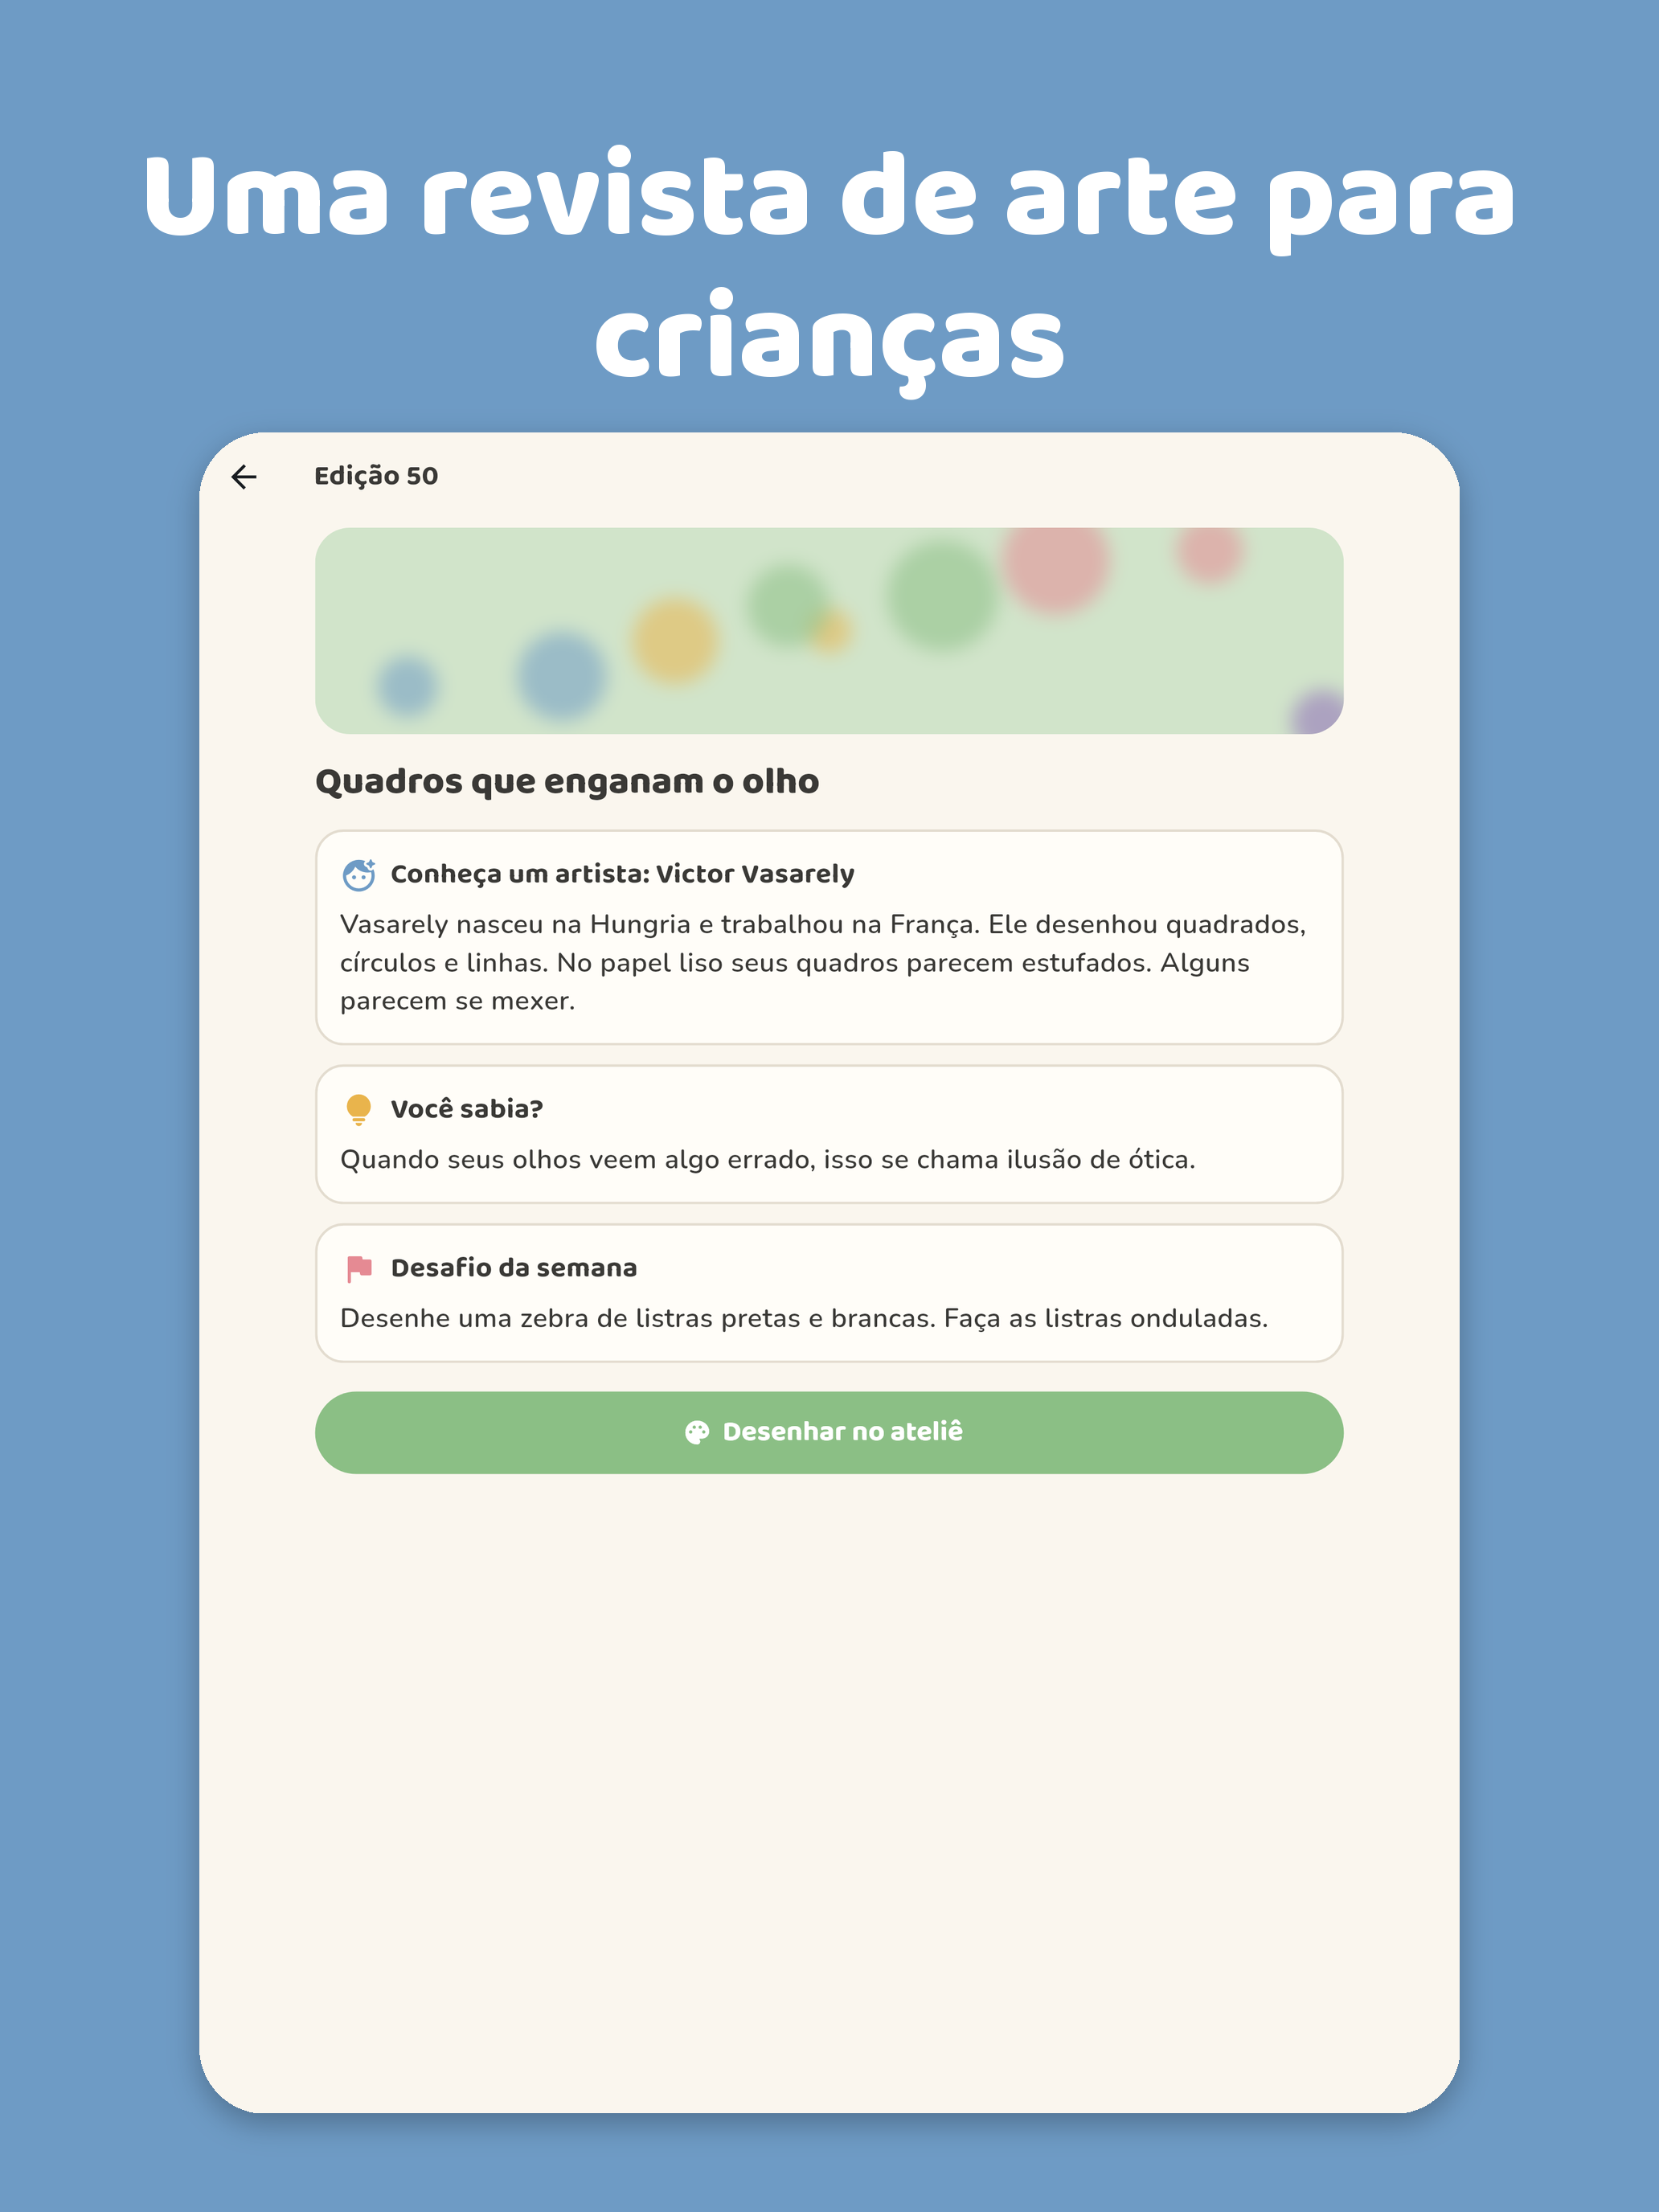 Uma revista de arte para
crianças
Edição 50
Quadros que enganam o olho
Conheça um artista: Victor Vasarely
Vasarely nasceu na Hungria e trabalhou na França. Ele desenhou quadrados,
círculos e linhas. No papel liso seus quadros parecem estufados. Alguns
parecem se mexer.
Você sabia?
Quando seus olhos veem algo errado, isso se chama ilusão de ótica.
Desafio da semana
Desenhe uma zebra de listras pretas e brancas. Faça as listras onduladas.
Desenhar no ateliê